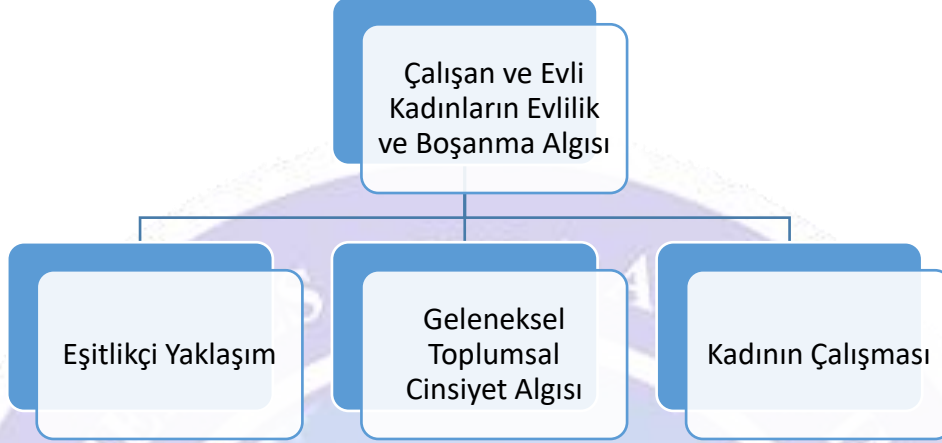 Çalışan ve Evli
Kadınların Evlilik
ve Boşanma Algısı
Eşitlikçi Yaklaşım
Geleneksel
Toplumsal
Cinsiyet Algısı
Kadının Çalışması